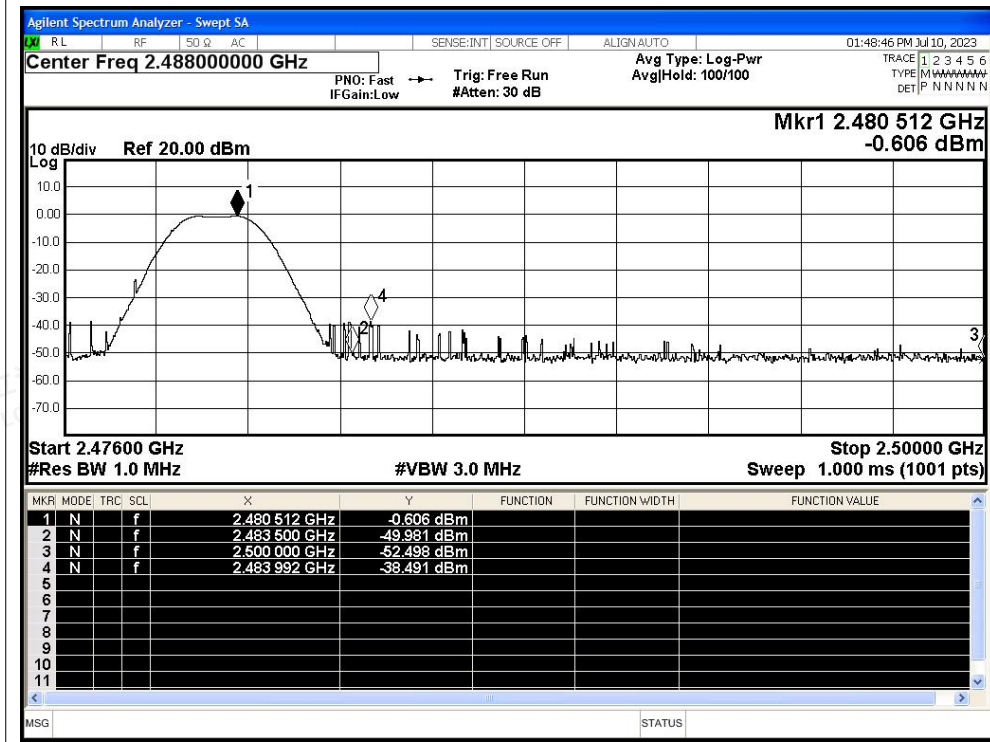 Agilent Spectrum Analyzer - Swept SA
LXI RL RF 50 Ω AC SENSE:INT SOURCE OFF ALIGN AUTO 01:48:46 PM Jul 10, 2023
Center Freq 2.488000000 GHz
PNO: Fast
IFGain:Low
Trig: Free Run
#Atten: 30 dB
Avg Type: Log-Pwr
Avg|Hold: 100/100
TRACE 1 2 3 4 5 6
TYPE M WWWWW
DET P N N N N N
Mkr1 2.480 512 GHz
-0.606 dBm
10 dB/div Ref 20.00 dBm
Log
10.0
0.00
-10.0
-20.0
-30.0
-40.0
-50.0
-60.0
-70.0
1
4
2
3
Start 2.47600 GHz Stop 2.50000 GHz
#Res BW 1.0 MHz #VBW 3.0 MHz Sweep 1.000 ms (1001 pts)
MKR MODE TRC SCL X Y FUNCTION FUNCTION WIDTH FUNCTION VALUE
1 N f 2.480 512 GHz -0.606 dBm
2 N f 2.483 500 GHz -49.981 dBm
3 N f 2.500 000 GHz -52.498 dBm
4 N f 2.483 992 GHz -38.491 dBm
5
6
7
8
9
10
11
MSG STATUS